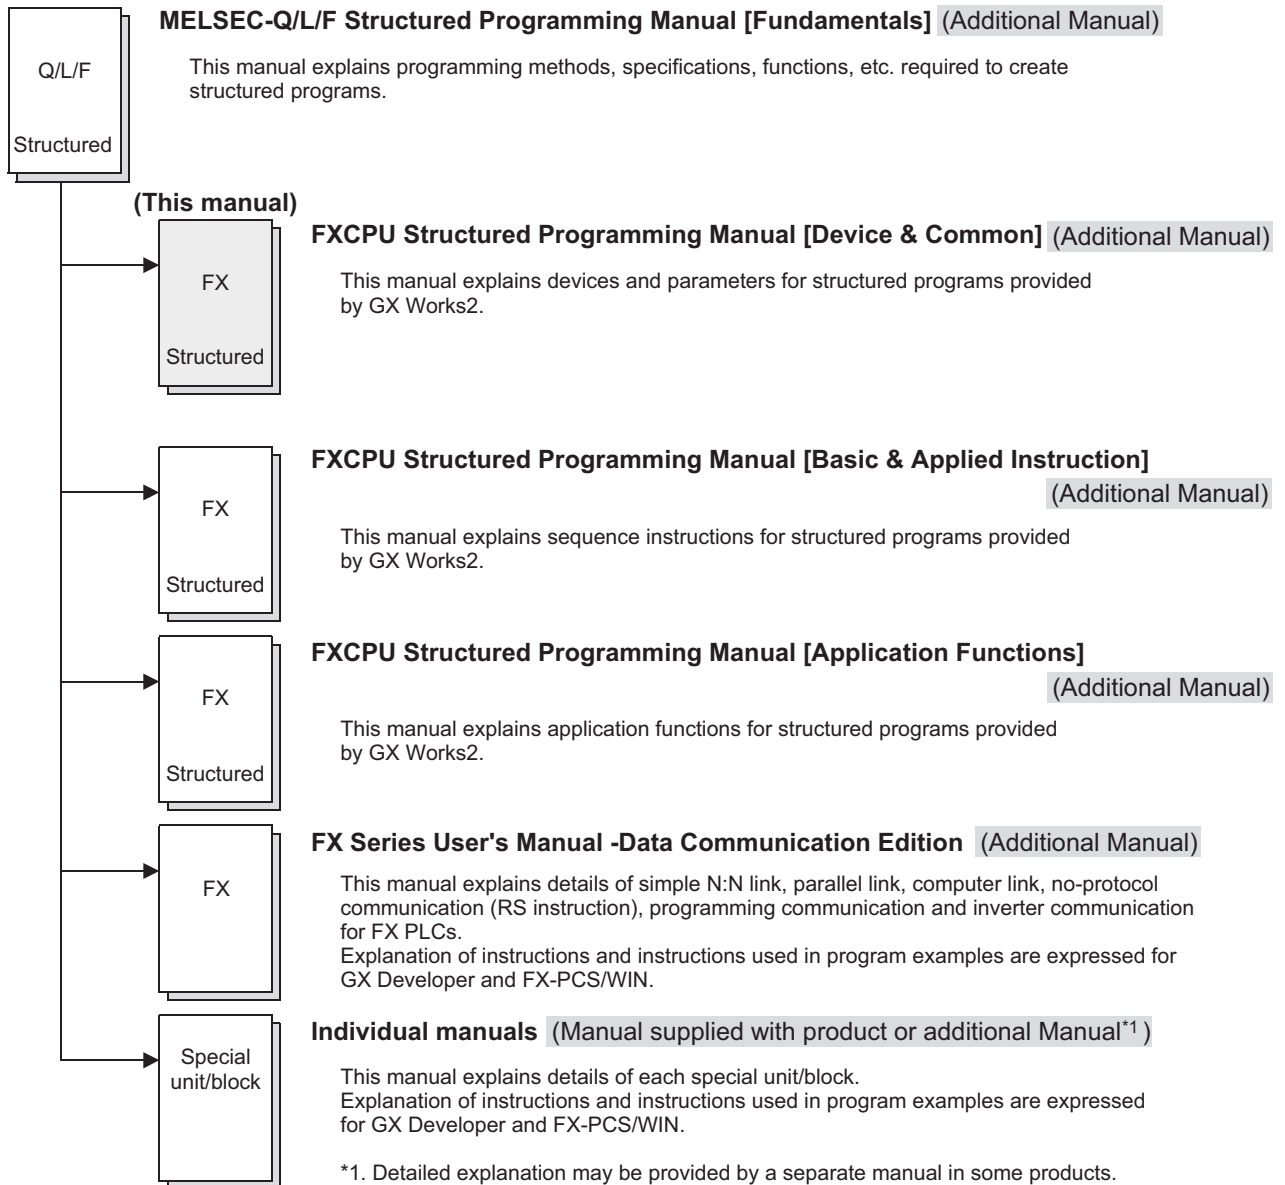 MELSEC-Q/L/F Structured Programming Manual [Fundamentals] (Additional Manual)
Q/L/F
Structured
This manual explains programming methods, specifications, functions, etc. required to create
structured programs.
(This manual)
FX
Structured
FXCPU Structured Programming Manual [Device & Common] (Additional Manual)
This manual explains devices and parameters for structured programs provided
by GX Works2.
FX
Structured
FXCPU Structured Programming Manual [Basic & Applied Instruction]
(Additional Manual)
This manual explains sequence instructions for structured programs provided
by GX Works2.
FX
Structured
FXCPU Structured Programming Manual [Application Functions]
(Additional Manual)
This manual explains application functions for structured programs provided
by GX Works2.
FX
FX Series User's Manual -Data Communication Edition (Additional Manual)
This manual explains details of simple N:N link, parallel link, computer link, no-protocol
communication (RS instruction), programming communication and inverter communication
for FX PLCs.
Explanation of instructions and instructions used in program examples are expressed for
GX Developer and FX-PCS/WIN.
Special
unit/block
Individual manuals (Manual supplied with product or additional Manual*1 )
This manual explains details of each special unit/block.
Explanation of instructions and instructions used in program examples are expressed
for GX Developer and FX-PCS/WIN.
*1. Detailed explanation may be provided by a separate manual in some products.